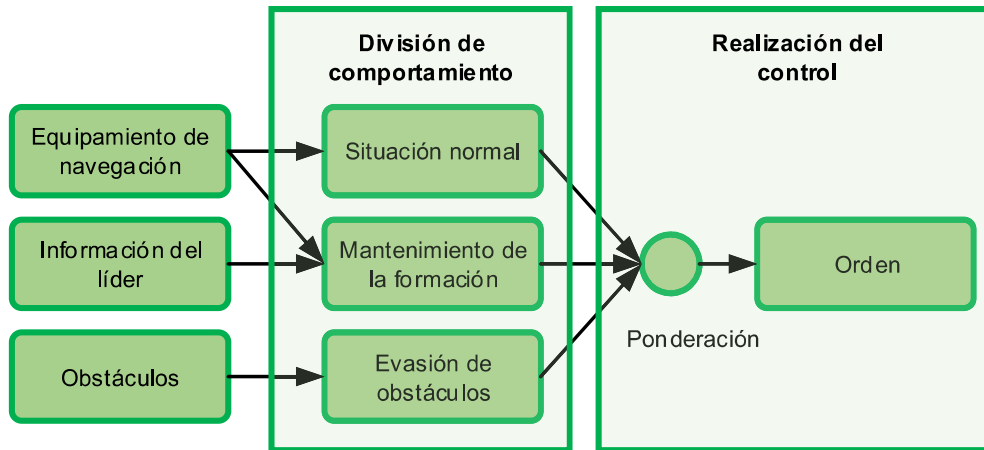 División de
comportamiento
Realización del
control
Equipamiento de
navegación
Situación normal
Información del
líder
Mantenimiento de
la formación
Orden
Ponderación
Obstáculos
Evasión de
obstáculos